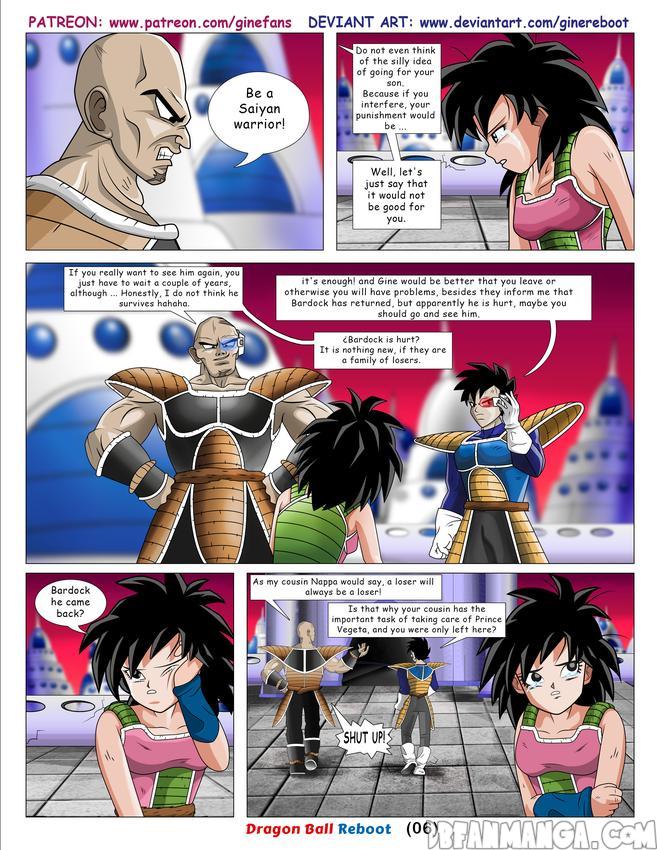 PATREON: www.patreon.com/ginefans DEVIANT ART: www.deviantart.com/ginereboot
Be a
Saiyan
warrior!
Do not even think
of the silly idea
of going for your
son.
Because if you
interfere, your
punishment would
be ...
Well, let's
just say that
it would not
be good for
you.
If you really want to see him again, you
just have to wait a couple of years,
although ... Honestly, I do not think he
survives hahaha.
it's enough! and Gine would be better that you leave or
otherwise you will have problems, besides they inform me that
Bardock has returned, but apparently he is hurt, maybe you
should go and see him.
¿Bardock is hurt?
It is nothing new, if they are
a family of losers.
Bardock
he came
back?
As my cousin Nappa would say, a loser will
always be a loser!
Is that why your cousin has the
important task of taking care of Prince
Vegeta, and you were only left here?
SHUT UP!
Dragon Ball Reboot (06)
DBFANMANGA.COM